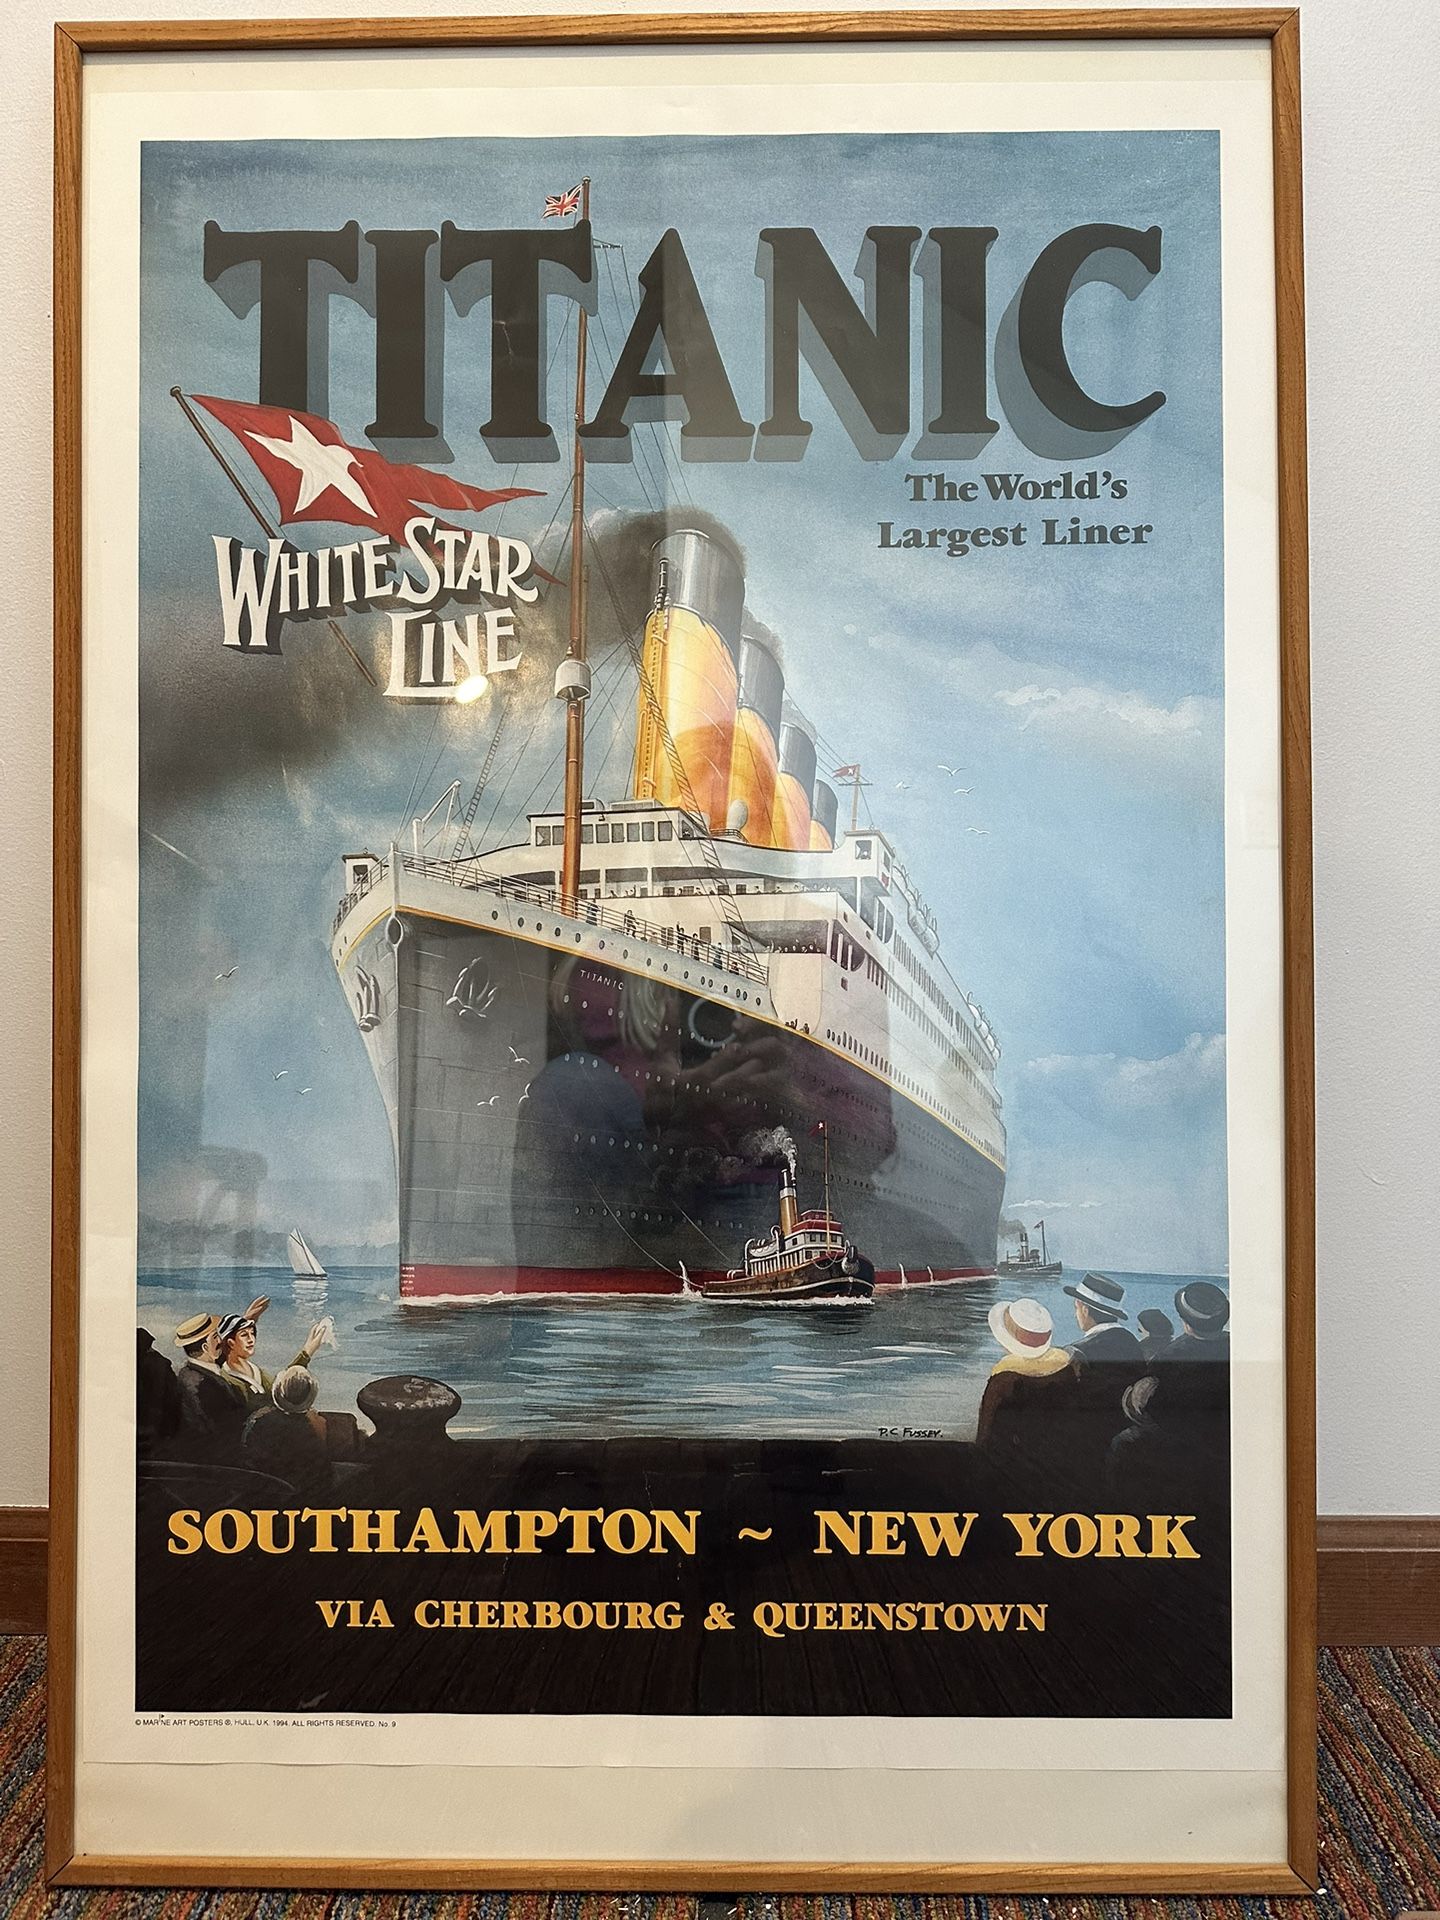 TITANIC
The World's
Largest Liner
WHITE STAR
LINE
TITANIC
P.C FUSSEY.
SOUTHAMPTON ~ NEW YORK
VIA CHERBOURG & QUEENSTOWN
© MARINE ART POSTERS ®, HULL, U.K. 1994. ALL RIGHTS RESERVED. No. 9